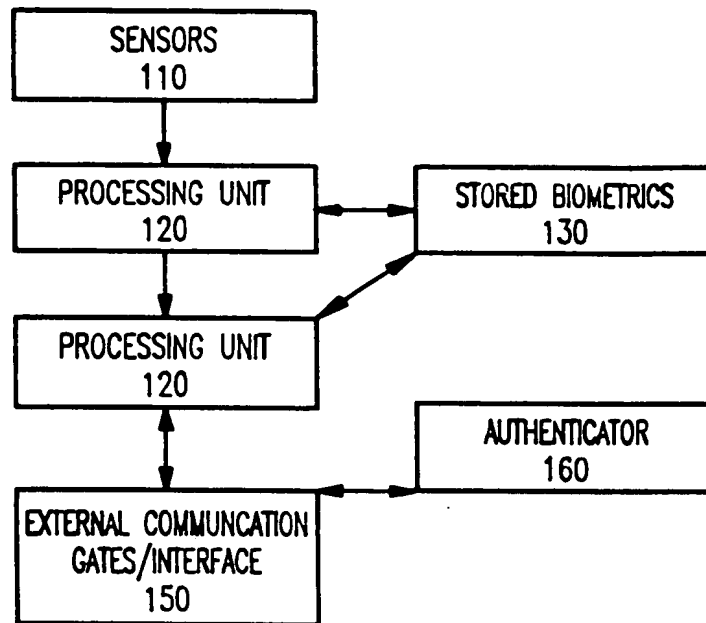 SENSORS
110
PROCESSING UNIT
120
STORED BIOMETRICS
130
PROCESSING UNIT
120
AUTHENTICATOR
160
EXTERNAL COMMUNCATION
GATES/INTERFACE
150